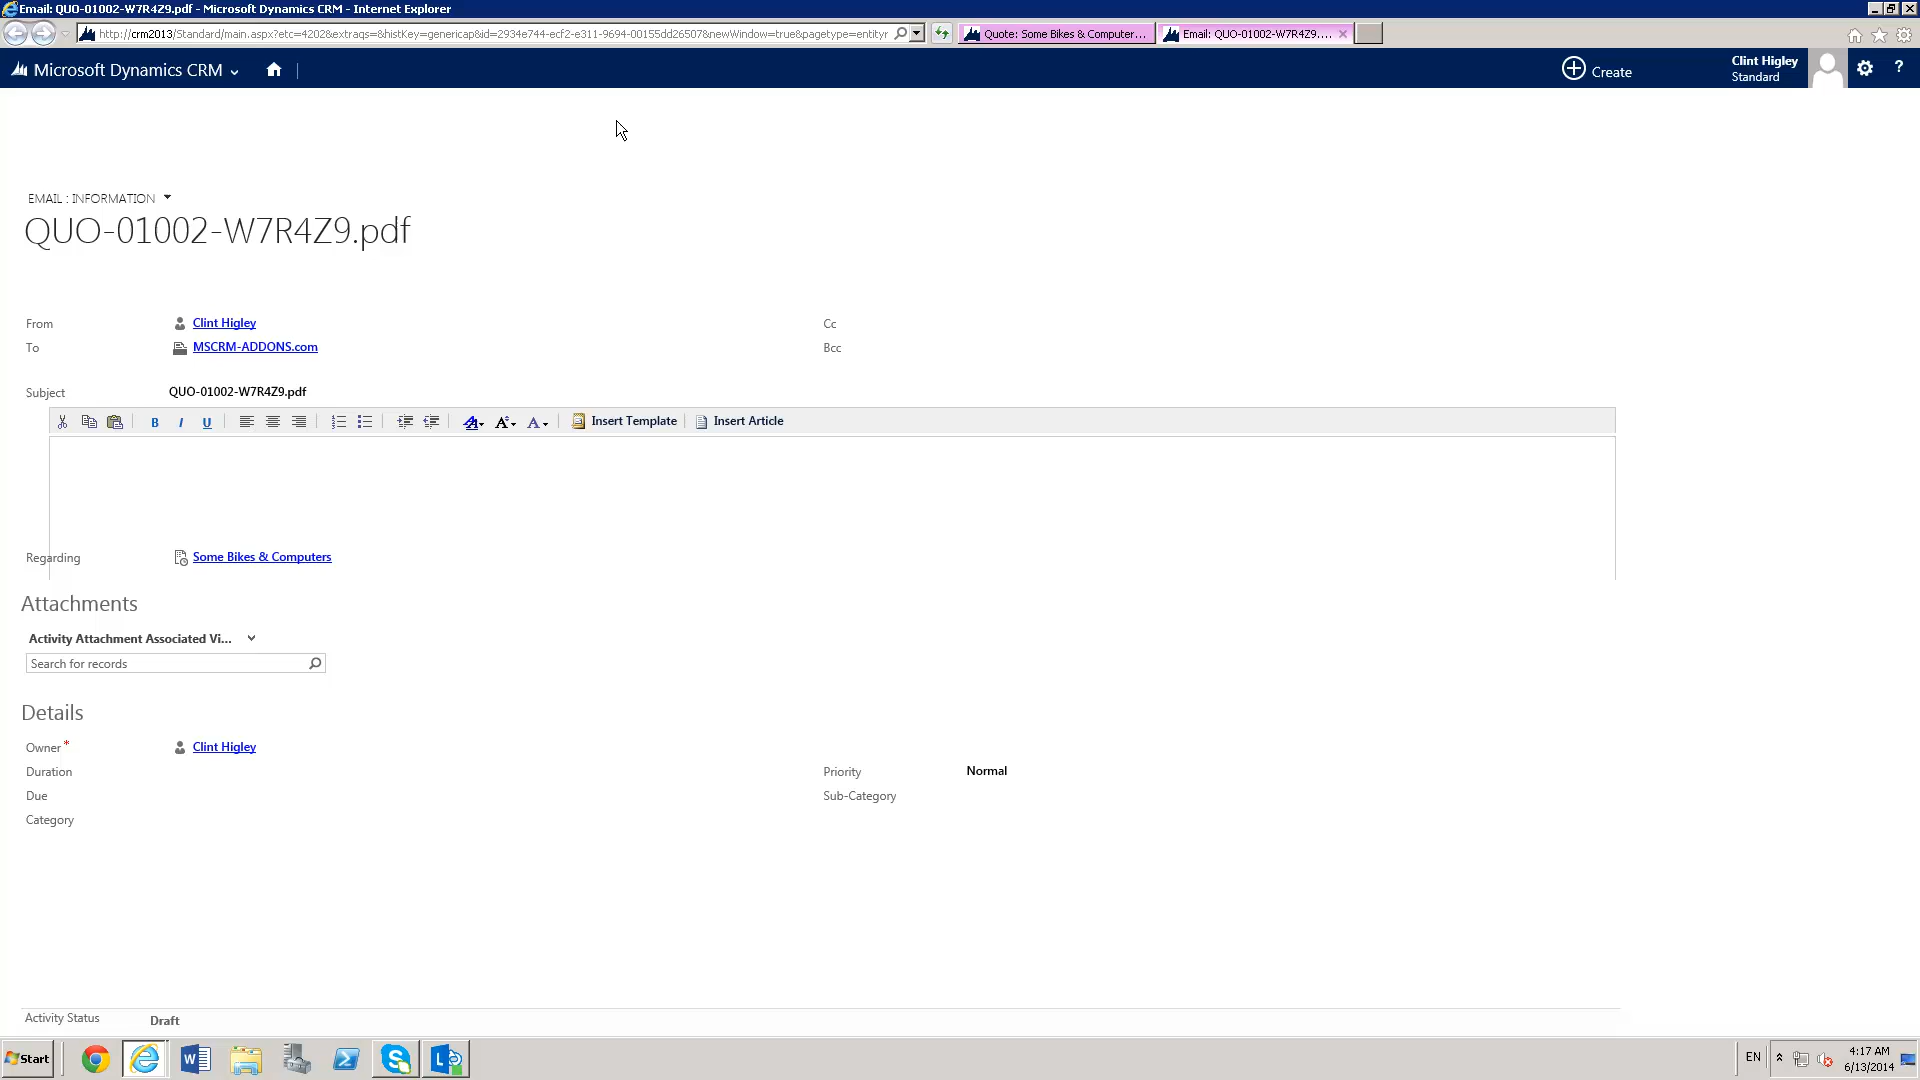 Email: QUO-01002-W7R4Z9.pdf - Microsoft Dynamics CRM - Internet Explorer
http://crm2013/Standard/main.aspx?etc=4202&extraqs=&histKey=genericap&id=2934e744-ecf2-e311-9694-00155dd26507&newWindow=true&pagetype=entityr
Quote: Some Bikes & Computer...
Email: QUO-01002-W7R4Z9....
Microsoft Dynamics CRM
Create
Clint Higley
Standard
?
EMAIL : INFORMATION
QUO-01002-W7R4Z9.pdf
From Clint Higley Cc
To MSCRM-ADDONS.com Bcc
Subject QUO-01002-W7R4Z9.pdf
B I U A A A Insert Template Insert Article
Regarding Some Bikes & Computers
Attachments
Activity Attachment Associated Vi...
Search for records
Details
Owner * Clint Higley
Duration Priority Normal
Due Sub-Category
Category
Activity Status Draft
Start
EN
4:17 AM
6/13/2014